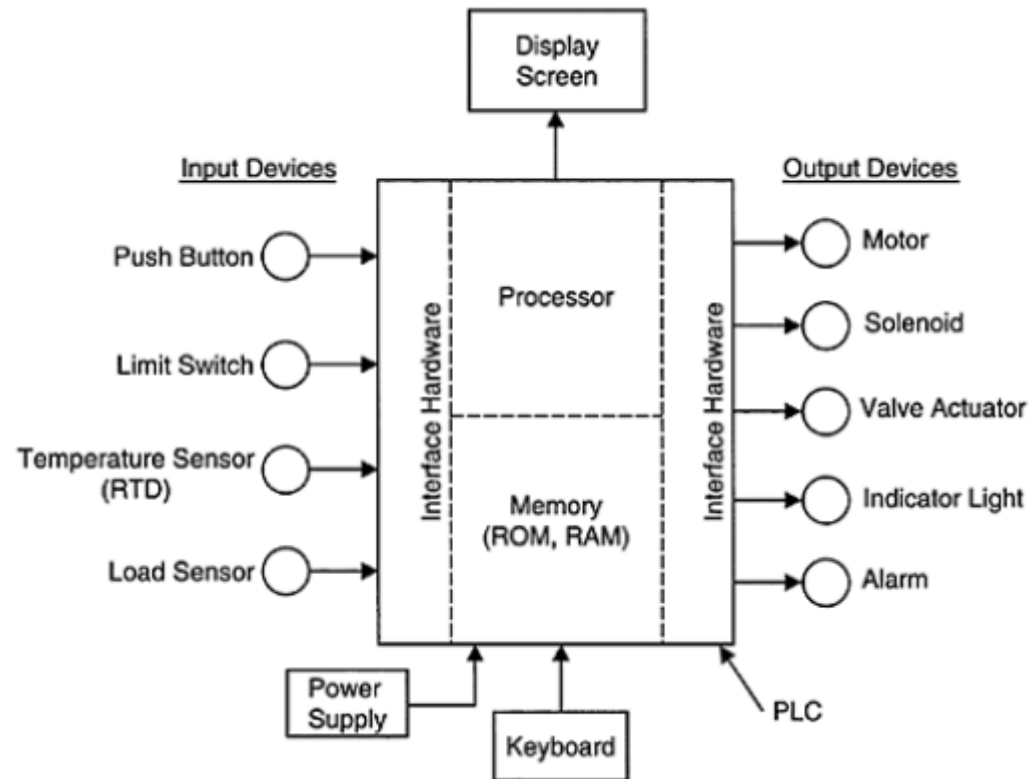 Display
Screen
Input Devices
Output Devices
Push Button
Limit Switch
Temperature Sensor
(RTD)
Load Sensor
Interface Hardware
Processor
Memory
(ROM, RAM)
Interface Hardware
Motor
Solenoid
Valve Actuator
Indicator Light
Alarm
Power
Supply
Keyboard
PLC